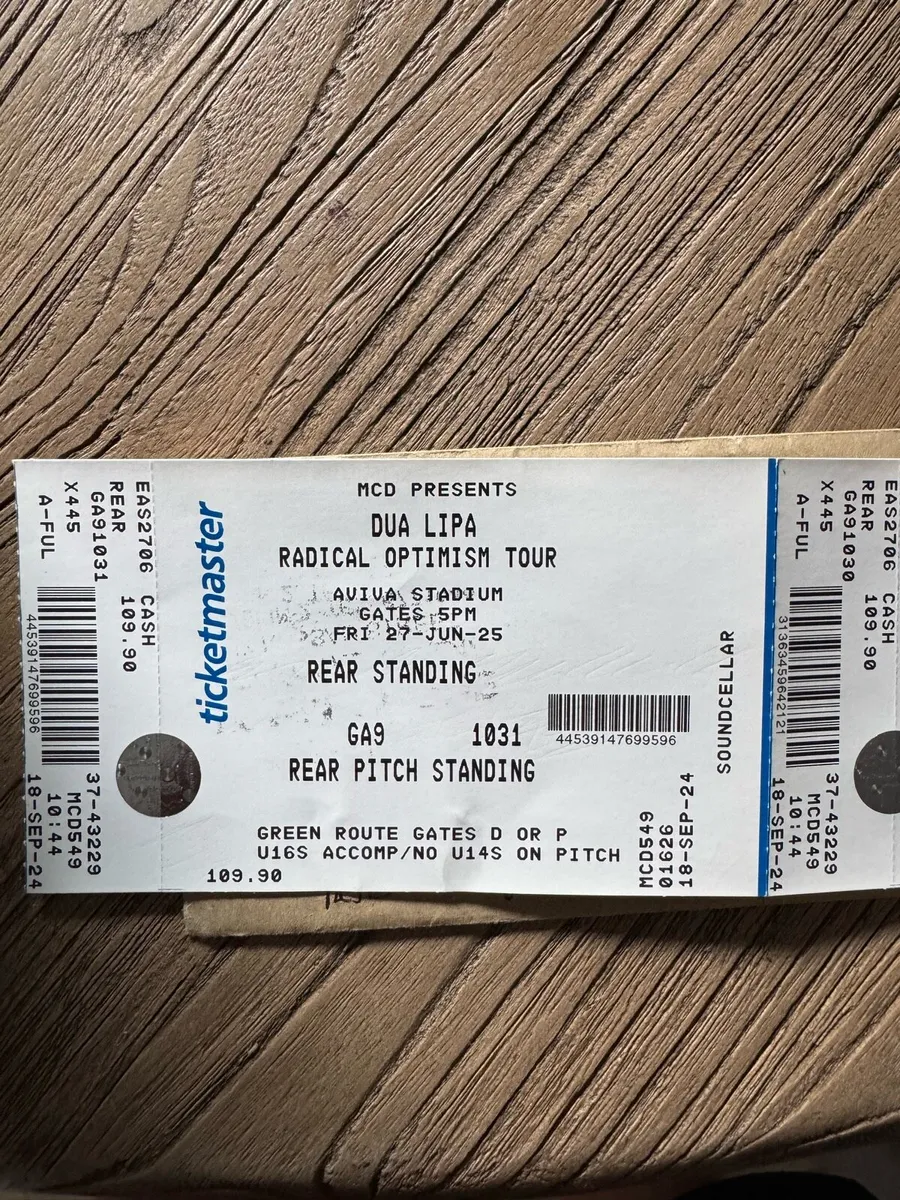 EAS2706 CASH
REAR 109.90
GA91031
X445
A-FUL
44539147699596
37-43229
MCD549
10:44
18-SEP-24
ticketmaster
MCD PRESENTS
DUA LIPA
RADICAL OPTIMISM TOUR
AVIVA STADIUM
GATES 5PM
FRI 27-JUN-25
REAR STANDING
GA9 1031
REAR PITCH STANDING
44539147699596
GREEN ROUTE GATES D OR P
U16S ACCOMP/NO U14S ON PITCH
109.90
SOUNDCELLAR
MCD549
01626
18-SEP-24
EAS2706 CASH
REAR 109.90
GA91030
X445
A-FUL
31363459642121
37-43229
MCD549
10:44
18-SEP-24